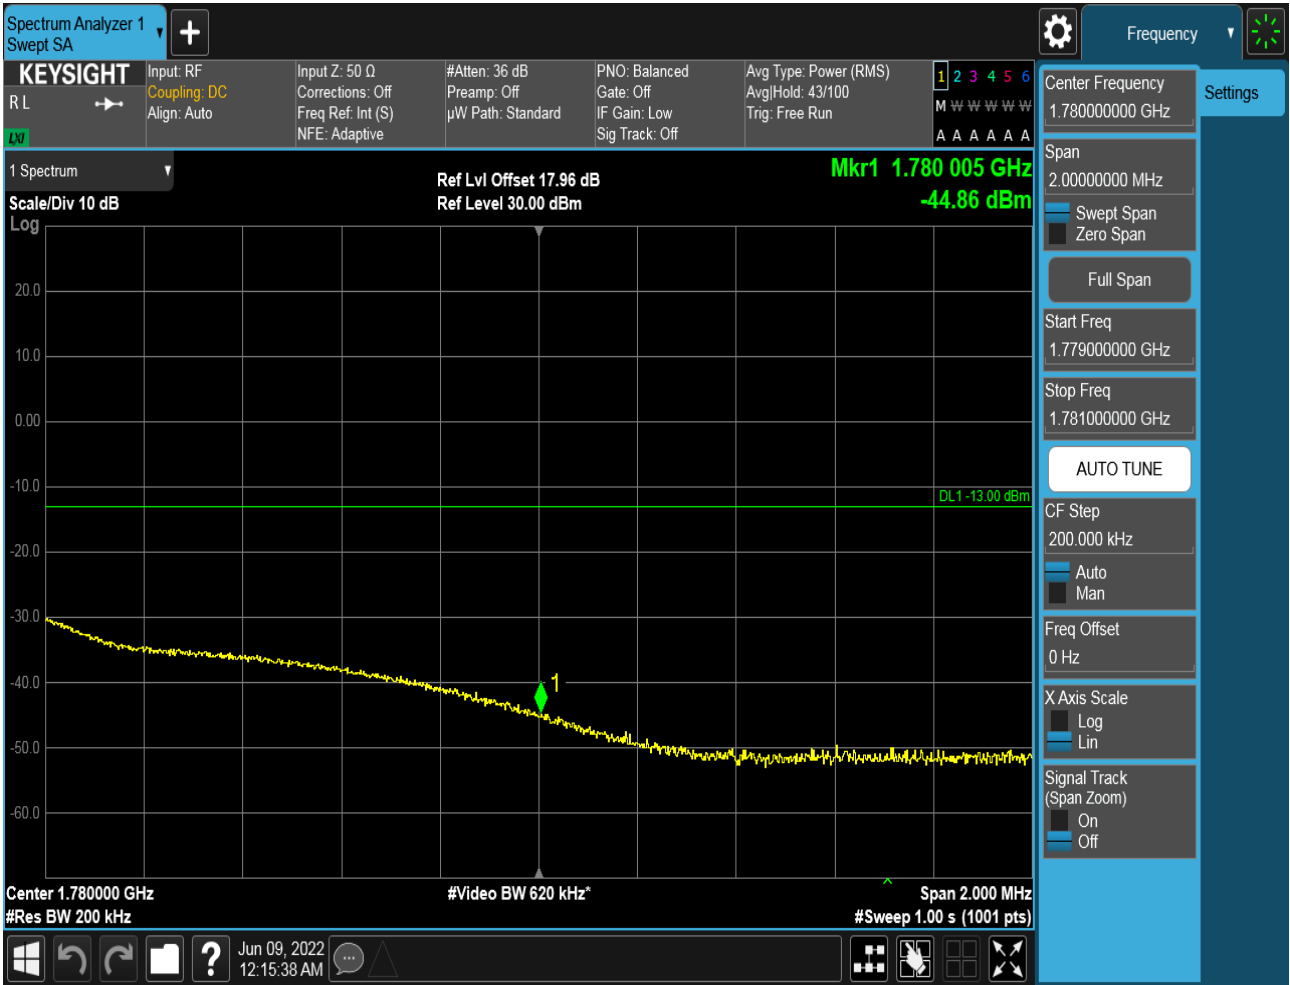 Spectrum Analyzer 1
Swept SA
Frequency
KEYSIGHT
R L
LXI
Input: RF
Coupling: DC
Align: Auto
Input Z: 50 Ω
Corrections: Off
Freq Ref: Int (S)
NFE: Adaptive
#Atten: 36 dB
Preamp: Off
µW Path: Standard
PNO: Balanced
Gate: Off
IF Gain: Low
Sig Track: Off
Avg Type: Power (RMS)
Avg|Hold: 43/100
Trig: Free Run
1 2 3 4 5 6
M W W W W W
A A A A A A
1 Spectrum
Scale/Div 10 dB
Log
Ref Lvl Offset 17.96 dB
Ref Level 30.00 dBm
Mkr1 1.780 005 GHz
-44.86 dBm
20.0
10.0
0.00
-10.0
DL1 -13.00 dBm
-20.0
-30.0
-40.0
1
-50.0
-60.0
Center 1.780000 GHz
#Video BW 620 kHz*
Span 2.000 MHz
#Res BW 200 kHz
#Sweep 1.00 s (1001 pts)
Center Frequency
1.780000000 GHz
Settings
Span
2.00000000 MHz
Swept Span
Zero Span
Full Span
Start Freq
1.779000000 GHz
Stop Freq
1.781000000 GHz
AUTO TUNE
CF Step
200.000 kHz
Auto
Man
Freq Offset
0 Hz
X Axis Scale
Log
Lin
Signal Track
(Span Zoom)
On
Off
?
Jun 09, 2022
12:15:38 AM